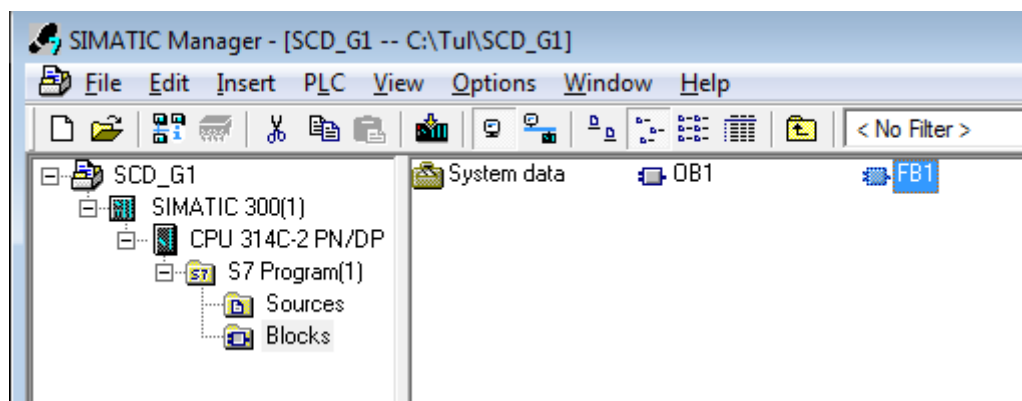 SIMATIC Manager - [SCD_G1 -- C:\Tul\SCD_G1]
File Edit Insert PLC View Options Window Help
< No Filter >
SCD_G1
SIMATIC 300(1)
CPU 314C-2 PN/DP
S7 Program(1)
Sources
Blocks
System data OB1 FB1